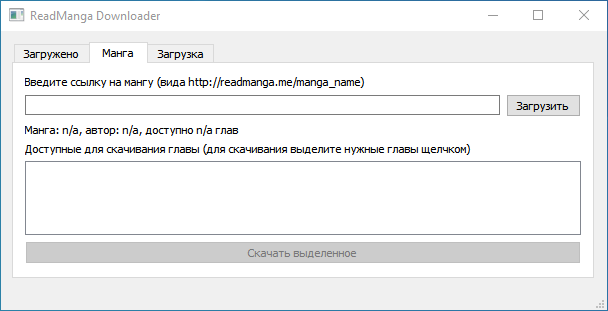 ReadManga Downloader
Загружено Манга Загрузка
Введите ссылку на мангу (вида http://readmanga.me/manga_name)
Загрузить
Манга: n/a, автор: n/a, доступно n/a глав
Доступные для скачивания главы (для скачивания выделите нужные главы щелчком)
Скачать выделенное